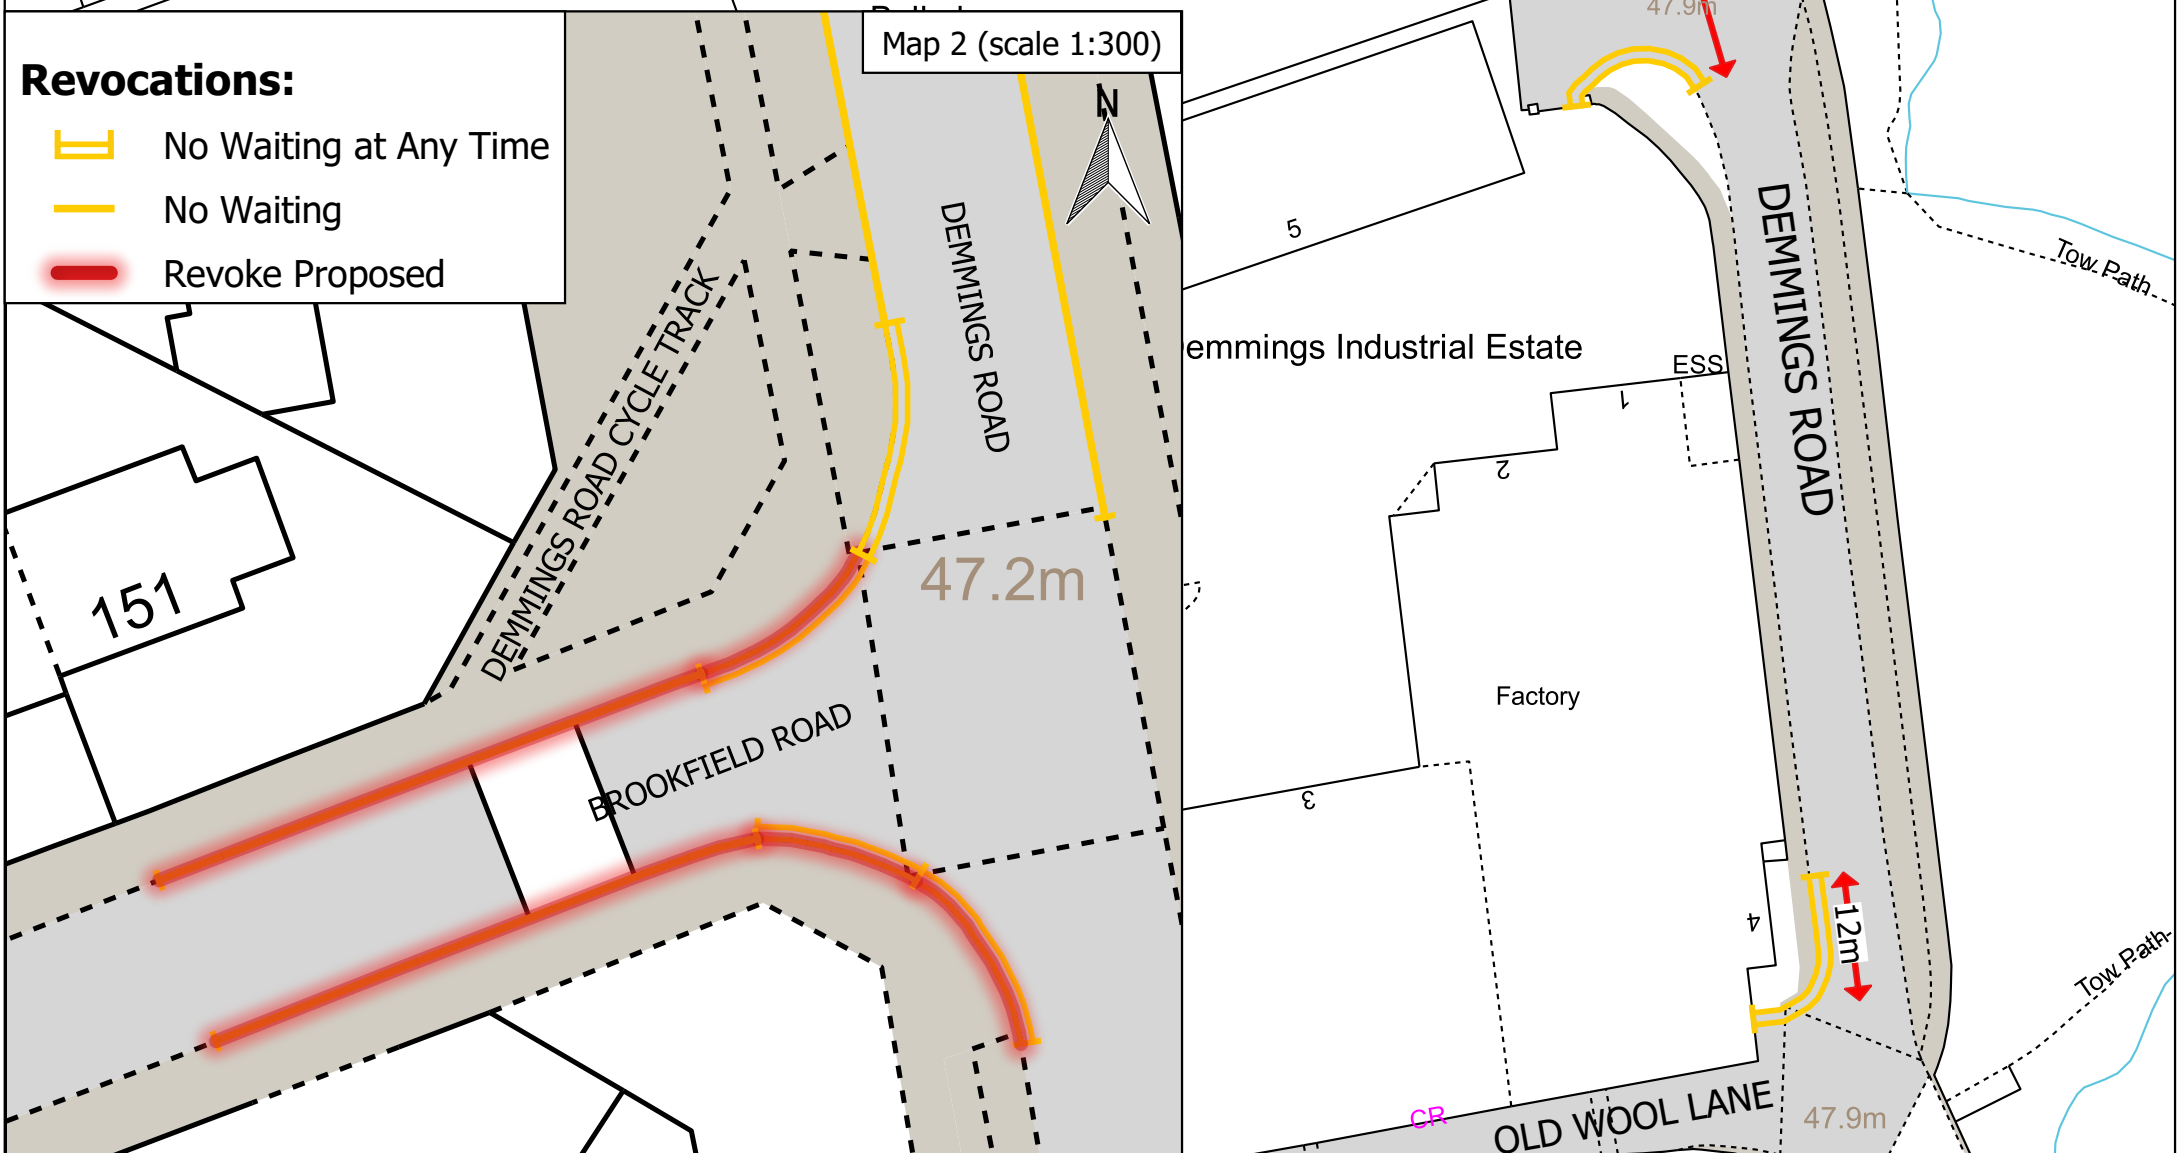 Map 2 (scale 1:300)
Revocations:
No Waiting at Any Time
No Waiting
Revoke Proposed
N
DEMMINGS ROAD
DEMMINGS ROAD CYCLE TRACK
47.2m
151
BROOKFIELD ROAD
47.9m
5
DEMMINGS ROAD
Tow Path
emmings Industrial Estate
ESS
1
2
Factory
3
4
12m
Tow Path
CR
OLD WOOL LANE
47.9m